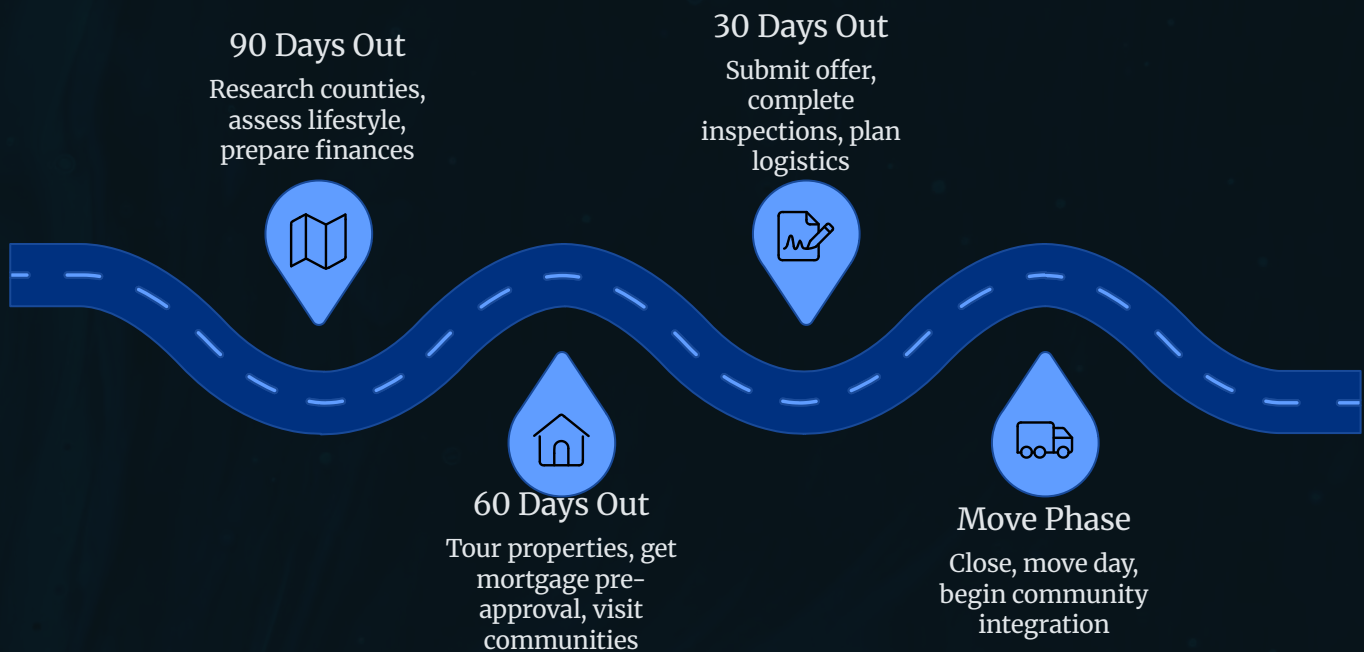 90 Days Out
Research counties,
assess lifestyle,
prepare finances
60 Days Out
Tour properties, get
mortgage pre-
approval, visit
communities
30 Days Out
Submit offer,
complete
inspections, plan
logistics
Move Phase
Close, move day,
begin community
integration